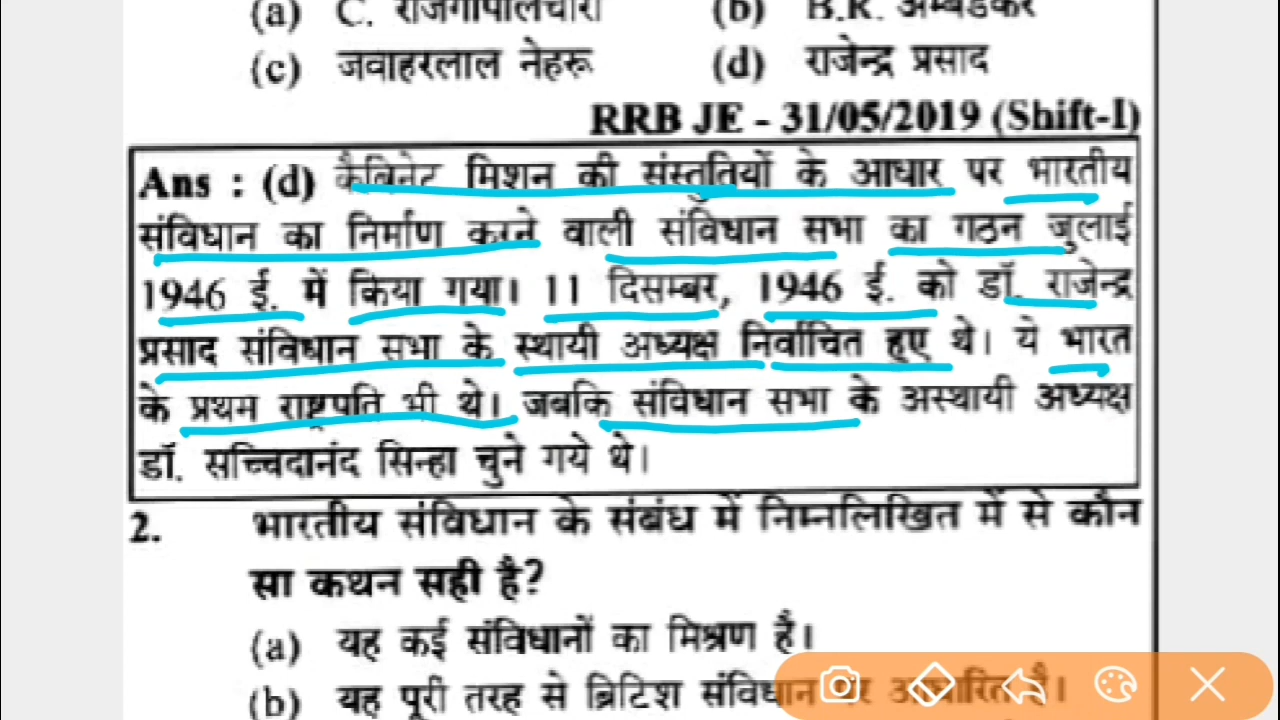 (a) C. राजगोपालचारी (b) B.R. अम्बेडकर
(c) जवाहरलाल नेहरू (d) राजेन्द्र प्रसाद
RRB JE - 31/05/2019 (Shift-I)
Ans : (d) कैबिनेट मिशन की संस्तुतियों के आधार पर भारतीय
संविधान का निर्माण करने वाली संविधान सभा का गठन जुलाई
1946 ई. में किया गया। 11 दिसम्बर, 1946 ई. को डॉ. राजेन्द्र
प्रसाद संविधान सभा के स्थायी अध्यक्ष निर्वाचित हुए थे। ये भारत
के प्रथम राष्ट्रपति भी थे। जबकि संविधान सभा के अस्थायी अध्यक्ष
डॉ. सच्चिदानंद सिन्हा चुने गये थे।
2. भारतीय संविधान के संबंध में निम्नलिखित में से कौन
सा कथन सही है?
(a) यह कई संविधानों का मिश्रण है।
(b) यह पूरी तरह से ब्रिटिश संविधान पर आधारित है।